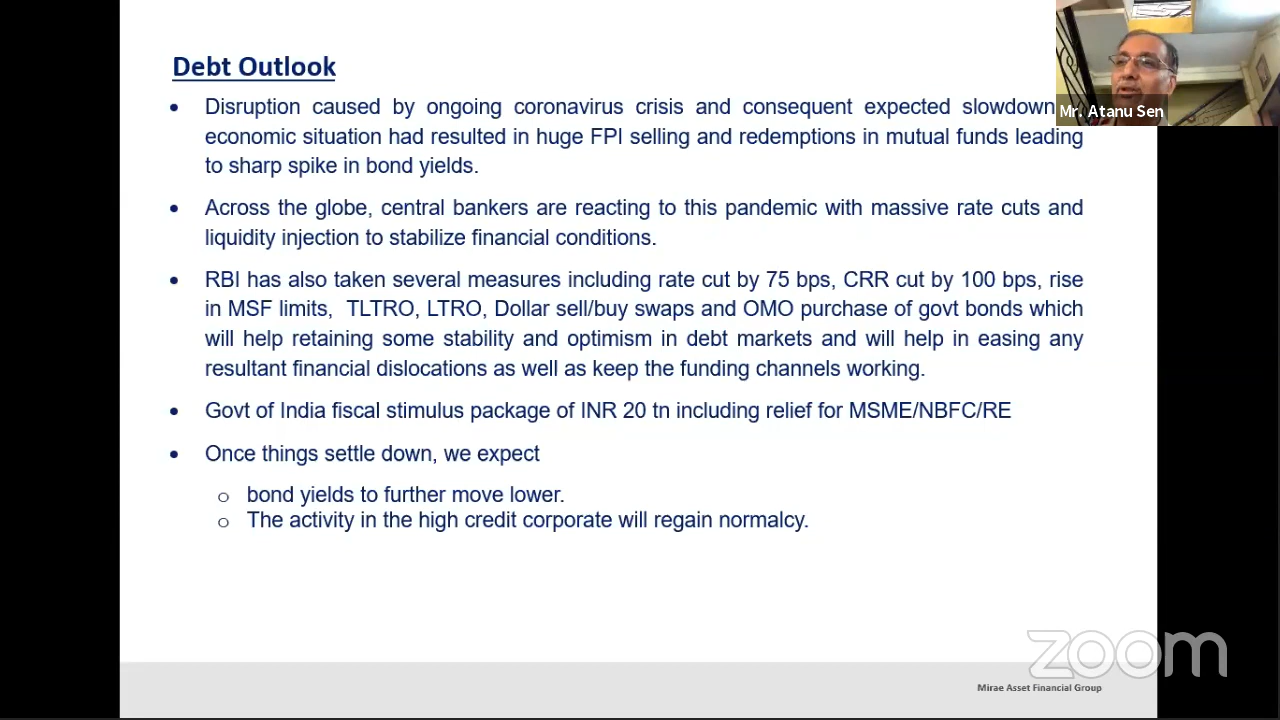 Debt Outlook
• Disruption caused by ongoing coronavirus crisis and consequent expected slowdown
economic situation had resulted in huge FPI selling and redemptions in mutual funds leading
to sharp spike in bond yields.
• Across the globe, central bankers are reacting to this pandemic with massive rate cuts and
liquidity injection to stabilize financial conditions.
• RBI has also taken several measures including rate cut by 75 bps, CRR cut by 100 bps, rise
in MSF limits, TLTRO, LTRO, Dollar sell/buy swaps and OMO purchase of govt bonds which
will help retaining some stability and optimism in debt markets and will help in easing any
resultant financial dislocations as well as keep the funding channels working.
• Govt of India fiscal stimulus package of INR 20 tn including relief for MSME/NBFC/RE
• Once things settle down, we expect
o bond yields to further move lower.
o The activity in the high credit corporate will regain normalcy.
Mr. Atanu Sen
zoom
Mirae Asset Financial Group